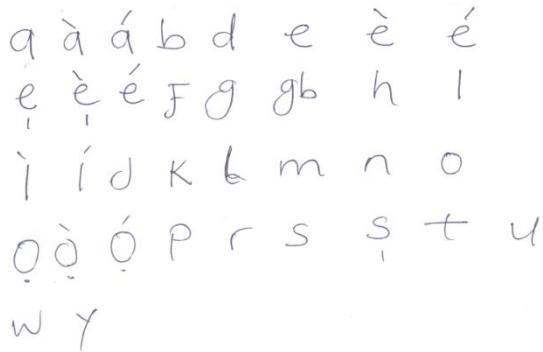 a à á b d e è é
ẹ ẹ̀ é f g gb h I
ì í d k l m n o
ọ ọ̀ ọ́ p r s ṣ t u
w y